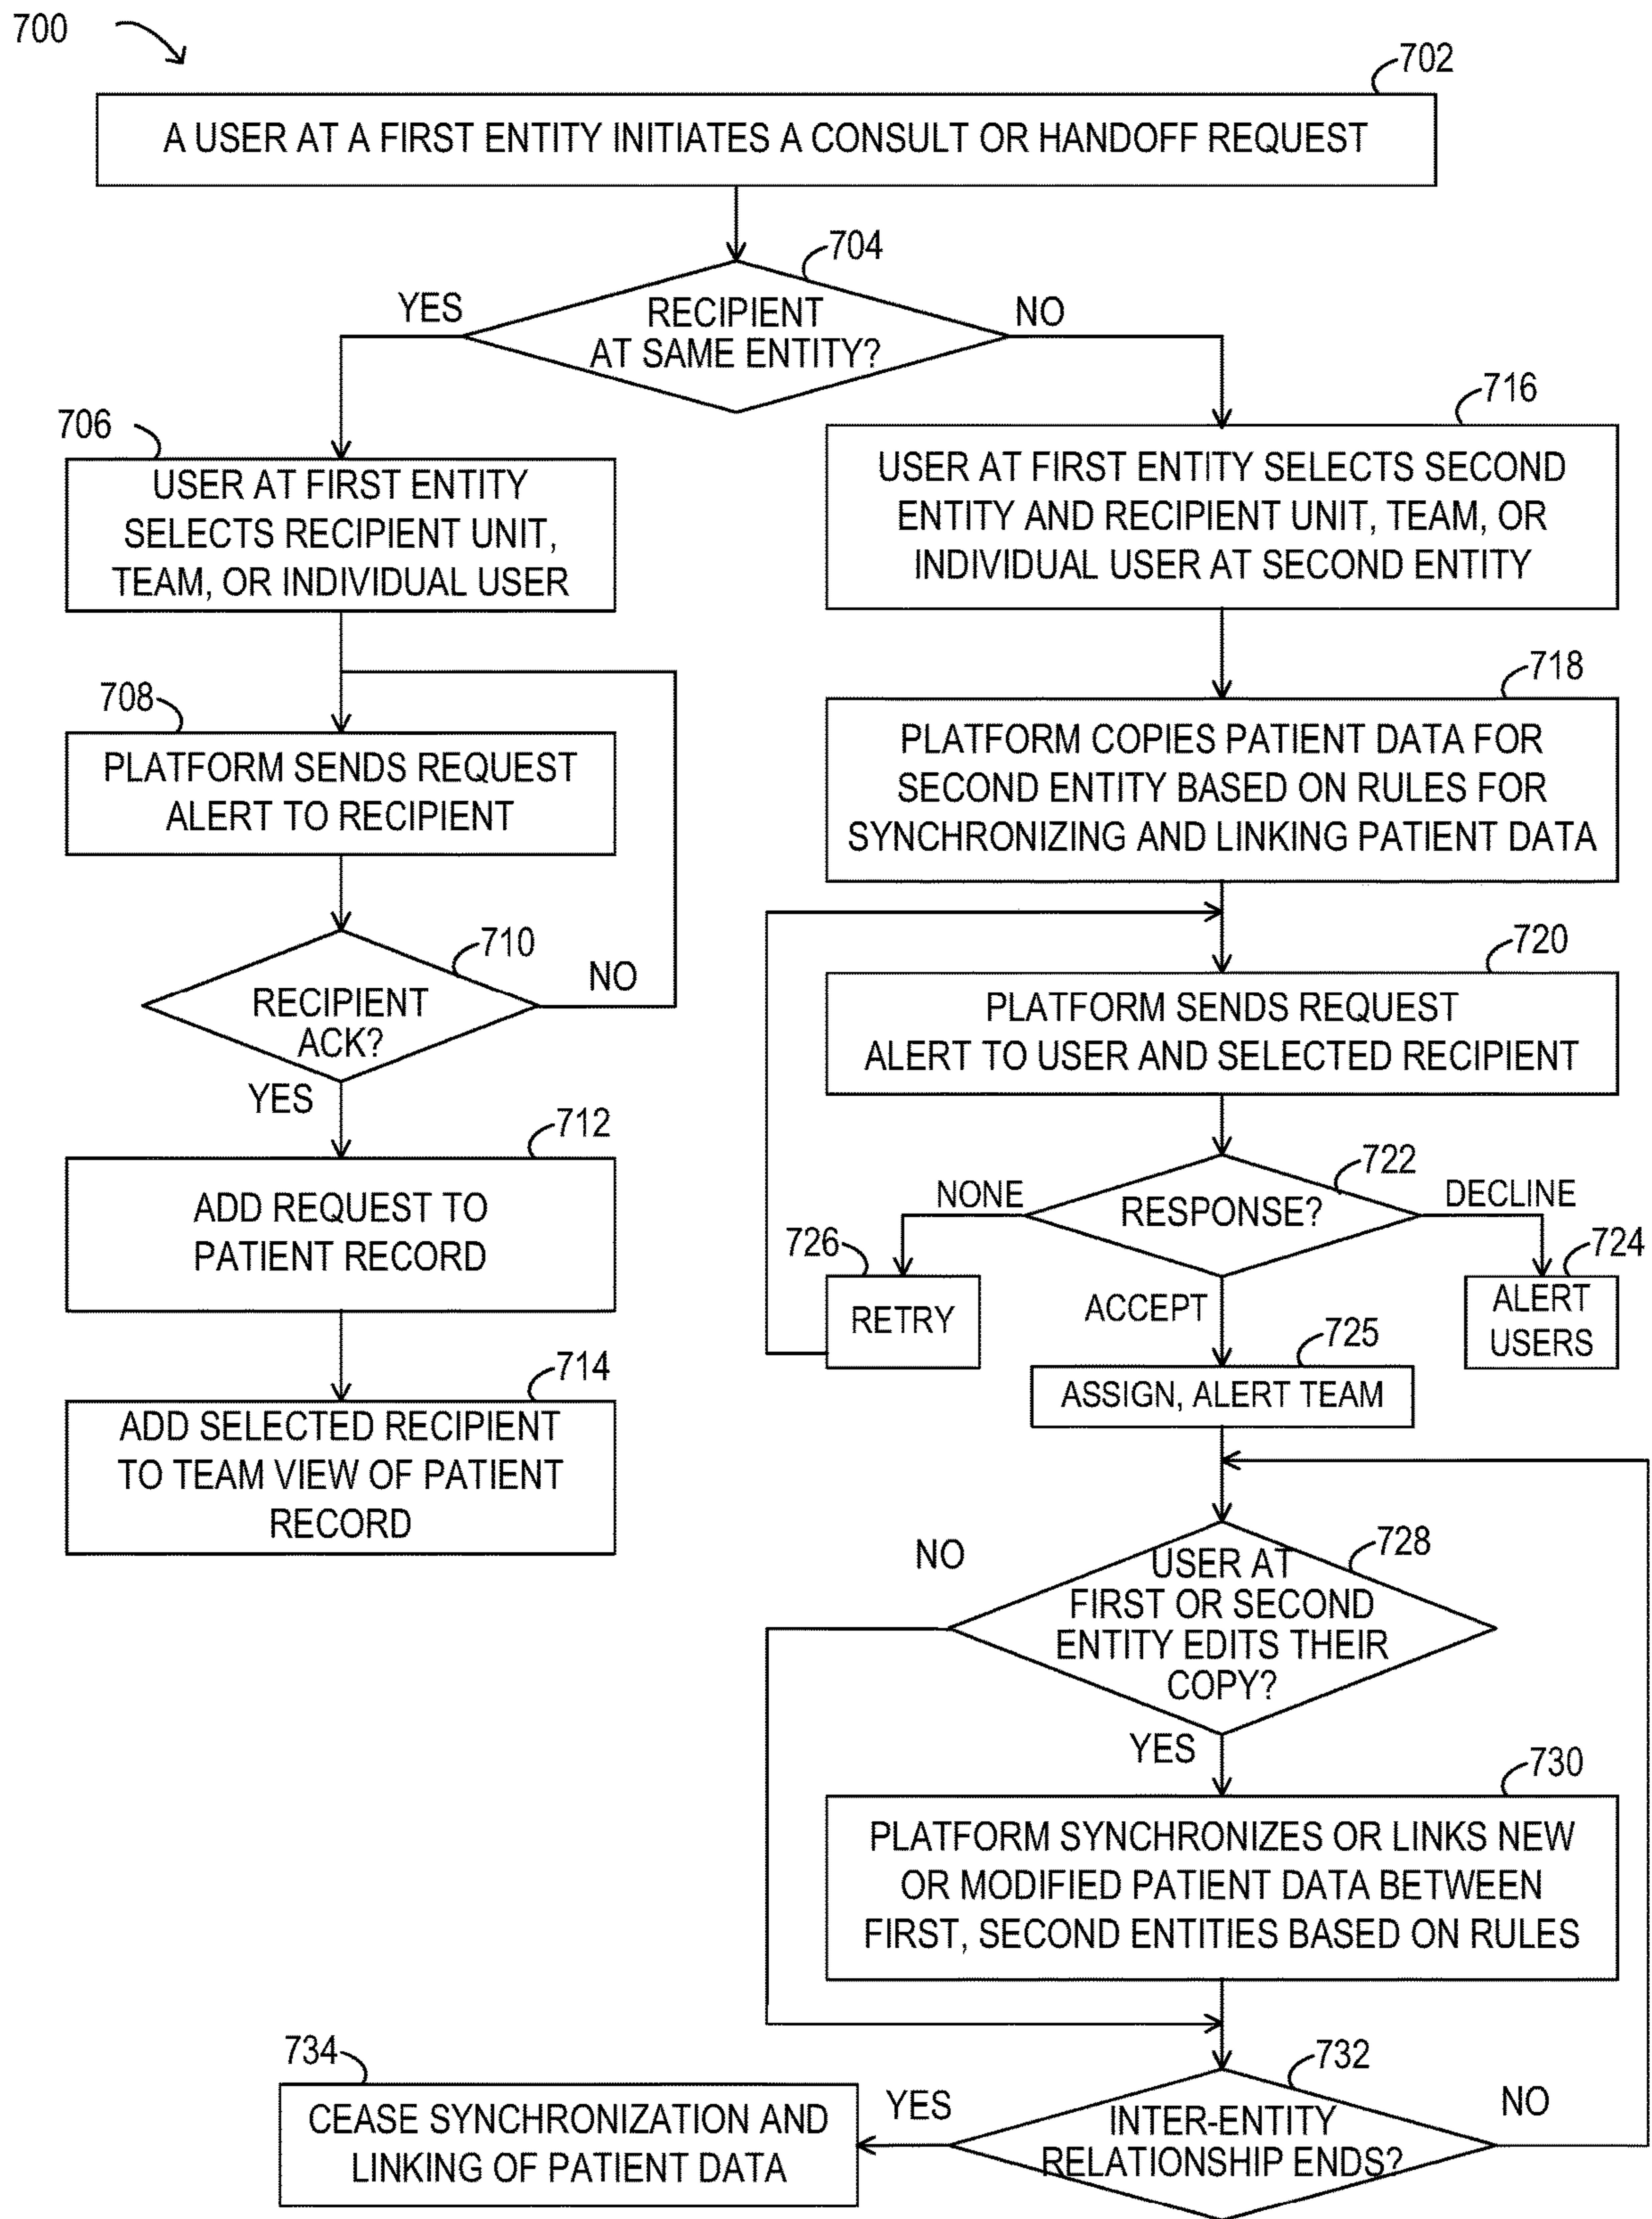 700
702
A USER AT A FIRST ENTITY INITIATES A CONSULT OR HANDOFF REQUEST
704
YES
RECIPIENT
AT SAME ENTITY?
NO
706
USER AT FIRST ENTITY
SELECTS RECIPIENT UNIT,
TEAM, OR INDIVIDUAL USER
708
PLATFORM SENDS REQUEST
ALERT TO RECIPIENT
710
RECIPIENT
ACK?
NO
YES
712
ADD REQUEST TO
PATIENT RECORD
714
ADD SELECTED RECIPIENT
TO TEAM VIEW OF PATIENT
RECORD
716
USER AT FIRST ENTITY SELECTS SECOND
ENTITY AND RECIPIENT UNIT, TEAM, OR
INDIVIDUAL USER AT SECOND ENTITY
718
PLATFORM COPIES PATIENT DATA FOR
SECOND ENTITY BASED ON RULES FOR
SYNCHRONIZING AND LINKING PATIENT DATA
720
PLATFORM SENDS REQUEST
ALERT TO USER AND SELECTED RECIPIENT
722
NONE
RESPONSE?
DECLINE
726
RETRY
724
ALERT
USERS
ACCEPT
725
ASSIGN, ALERT TEAM
728
NO
USER AT
FIRST OR SECOND
ENTITY EDITS THEIR
COPY?
YES
730
PLATFORM SYNCHRONIZES OR LINKS NEW
OR MODIFIED PATIENT DATA BETWEEN
FIRST, SECOND ENTITIES BASED ON RULES
732
YES
INTER-ENTITY
RELATIONSHIP ENDS?
NO
734
CEASE SYNCHRONIZATION AND
LINKING OF PATIENT DATA